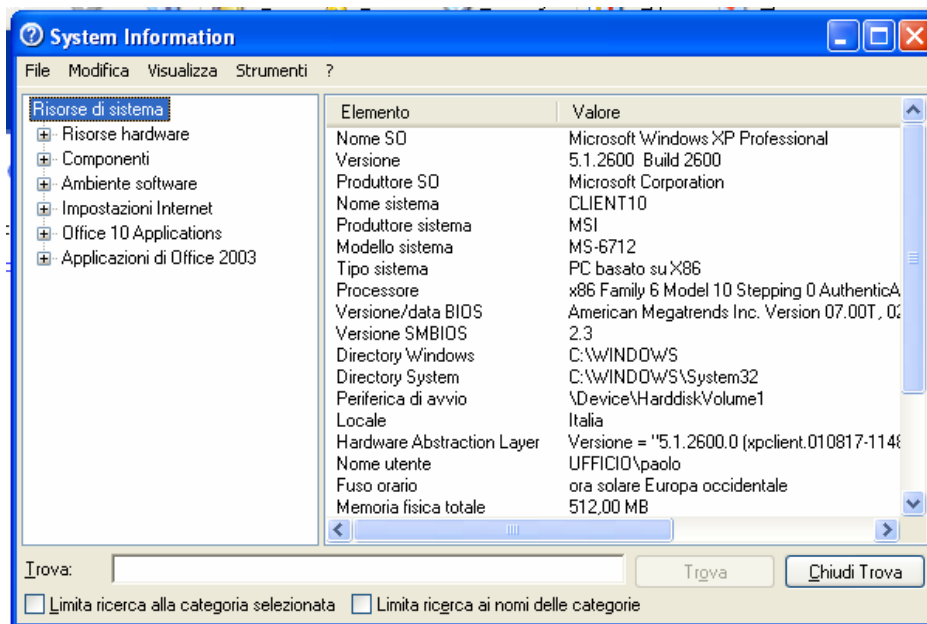 System Information
File Modifica Visualizza Strumenti ?
Risorse di sistema
Risorse hardware
Componenti
Ambiente software
Impostazioni Internet
Office 10 Applications
Applicazioni di Office 2003
Elemento Valore
Nome SO Microsoft Windows XP Professional
Versione 5.1.2600 Build 2600
Produttore SO Microsoft Corporation
Nome sistema CLIENT10
Produttore sistema MSI
Modello sistema MS-6712
Tipo sistema PC basato su X86
Processore x86 Family 6 Model 10 Stepping 0 AuthenticA
Versione/data BIOS American Megatrends Inc. Version 07.00T, 02
Versione SMBIOS 2.3
Directory Windows C:\WINDOWS
Directory System C:\WINDOWS\System32
Periferica di avvio \Device\HarddiskVolume1
Locale Italia
Hardware Abstraction Layer Versione = "5.1.2600.0 (xpclient.010817-1148
Nome utente UFFICIO\paolo
Fuso orario ora solare Europa occidentale
Memoria fisica totale 512,00 MB
Trova: Trova Chiudi Trova
Limita ricerca alla categoria selezionata Limita ricerca ai nomi delle categorie